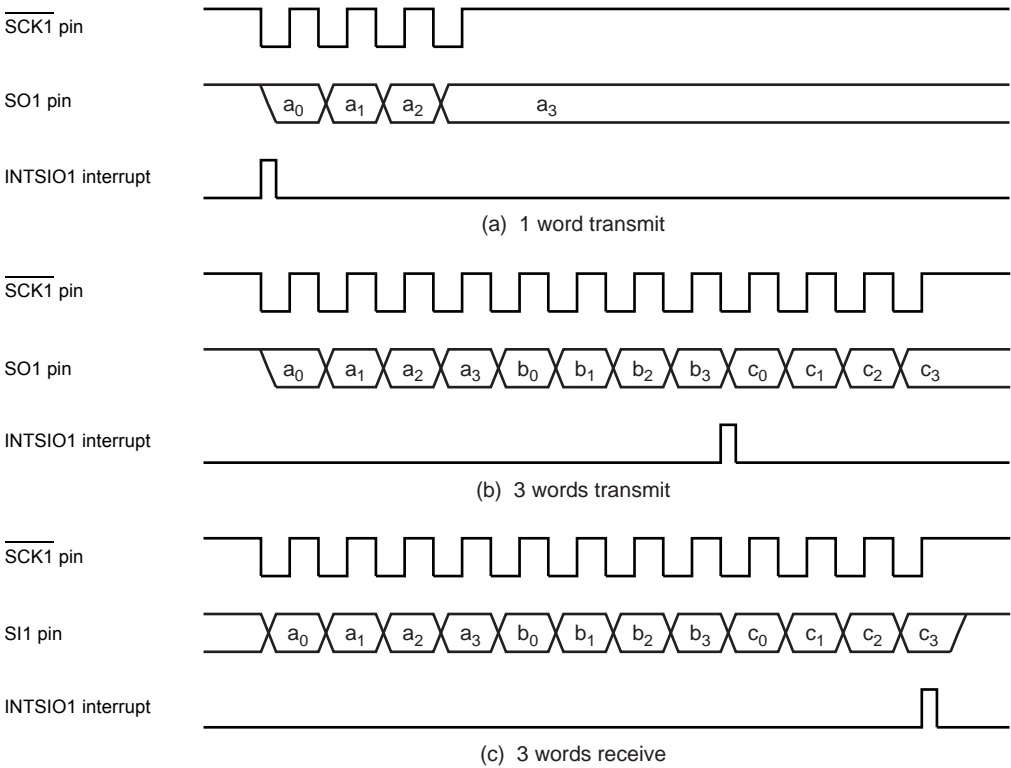 SCK1 pin
SO1 pin a0 a1 a2 a3
INTSIO1 interrupt
(a) 1 word transmit
SCK1 pin
SO1 pin a0 a1 a2 a3 b0 b1 b2 b3 c0 c1 c2 c3
INTSIO1 interrupt
(b) 3 words transmit
SCK1 pin
SI1 pin a0 a1 a2 a3 b0 b1 b2 b3 c0 c1 c2 c3
INTSIO1 interrupt
(c) 3 words receive